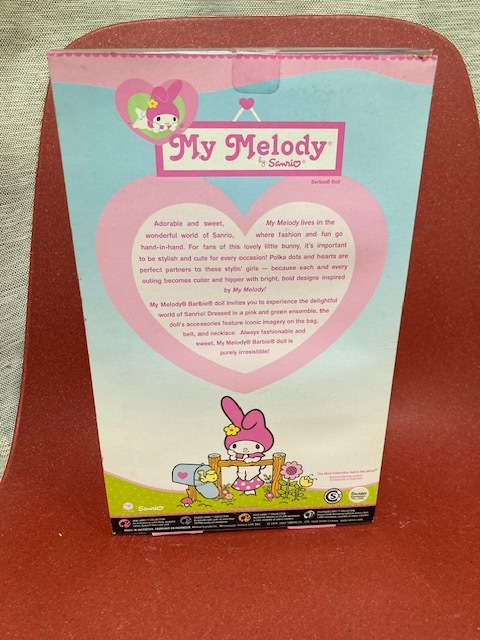 My Melody®
by Sanrio®
Barbie® Doll
Adorable and sweet, My Melody lives in the
wonderful world of Sanrio, where fashion and fun go
hand-in-hand. For fans of this lovely little bunny, it's important
to be stylish and cute for every occasion! Polka dots and hearts are
perfect partners to these stylin' girls — because each and every
outing becomes cuter and hipper with bright, bold designs inspired
by My Melody!
My Melody® Barbie® doll invites you to experience the delightful
world of Sanrio! Dressed in a pink and green ensemble, the
doll's accessories feature iconic imagery on the bag,
belt, and necklace. Always fashionable and
sweet, My Melody® Barbie® doll is
purely irresistible!
Sanrio